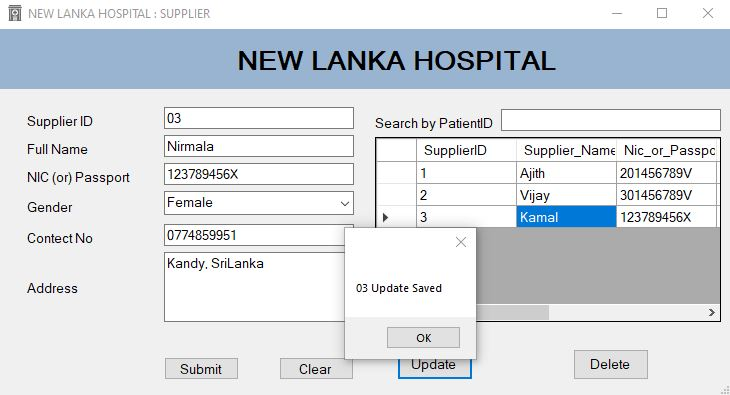 NEW LANKA HOSPITAL : SUPPLIER
NEW LANKA HOSPITAL
Supplier ID 03
Full Name Nirmala
NIC (or) Passport 123789456X
Gender Female
Contect No 0774859951
Address Kandy, SriLanka
Search by PatientID
SupplierID Supplier_Name Nic_or_Passpo
1 Ajith 201456789V
2 Vijay 301456789V
3 Kamal 123789456X
03 Update Saved
OK
Submit Clear Update Delete